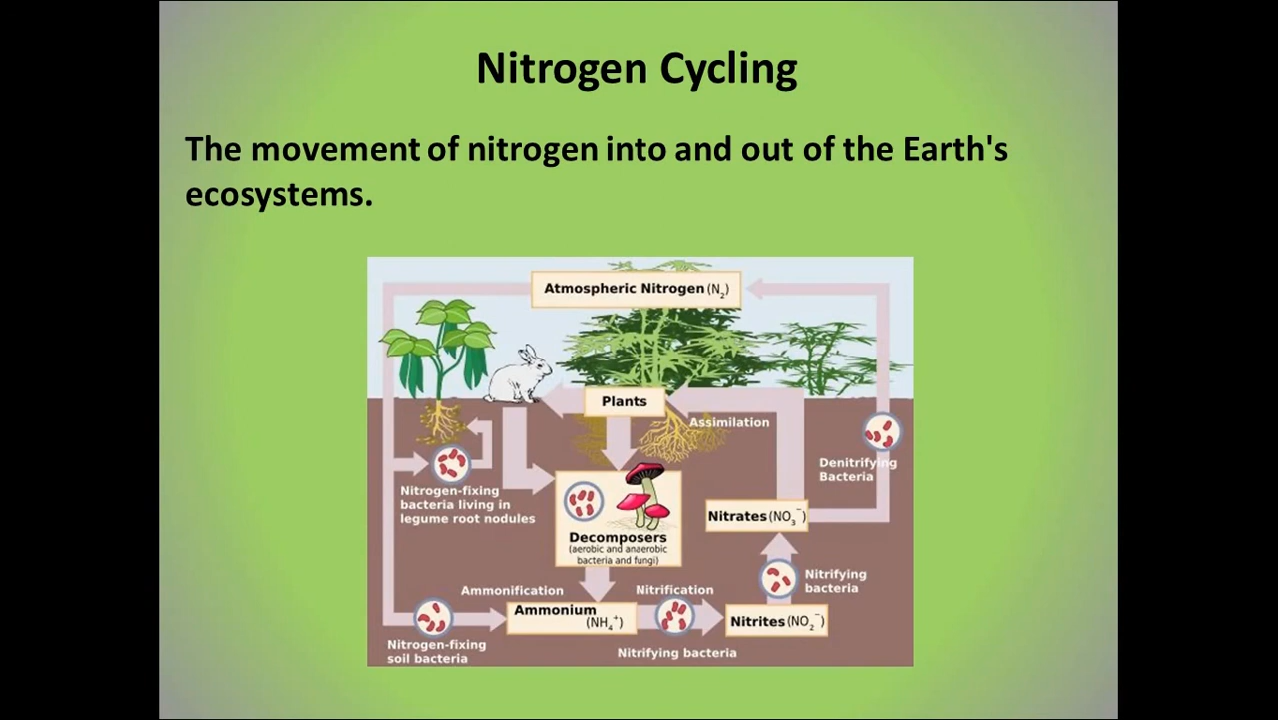 Nitrogen Cycling
The movement of nitrogen into and out of the Earth's
ecosystems.
Atmospheric Nitrogen (N₂)
Plants
Assimilation
Denitrifying
Bacteria
Nitrogen-fixing
bacteria living in
legume root nodules
Decomposers
(aerobic and anaerobic
bacteria and fungi)
Nitrates (NO₃⁻)
Nitrifying
bacteria
Ammonification
Nitrification
Ammonium
(NH₄⁺)
Nitrites (NO₂⁻)
Nitrogen-fixing
soil bacteria
Nitrifying bacteria